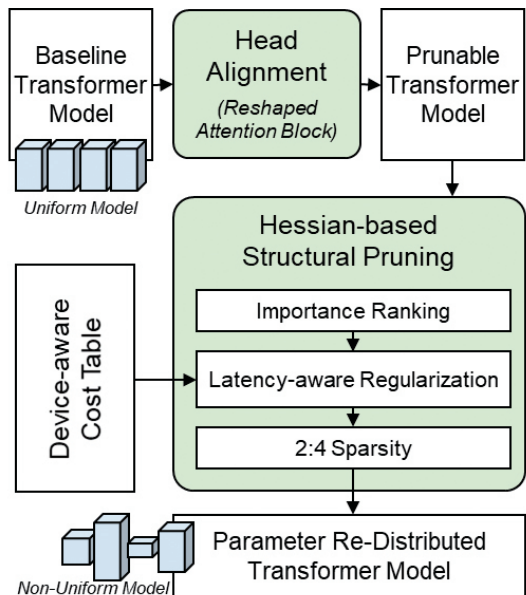 Baseline
Transformer
Model
Uniform Model
Head
Alignment
(Reshaped
Attention Block)
Prunable
Transformer
Model
Hessian-based
Structural Pruning
Importance Ranking
Latency-aware Regularization
2:4 Sparsity
Device-aware
Cost Table
Non-Uniform Model
Parameter Re-Distributed
Transformer Model